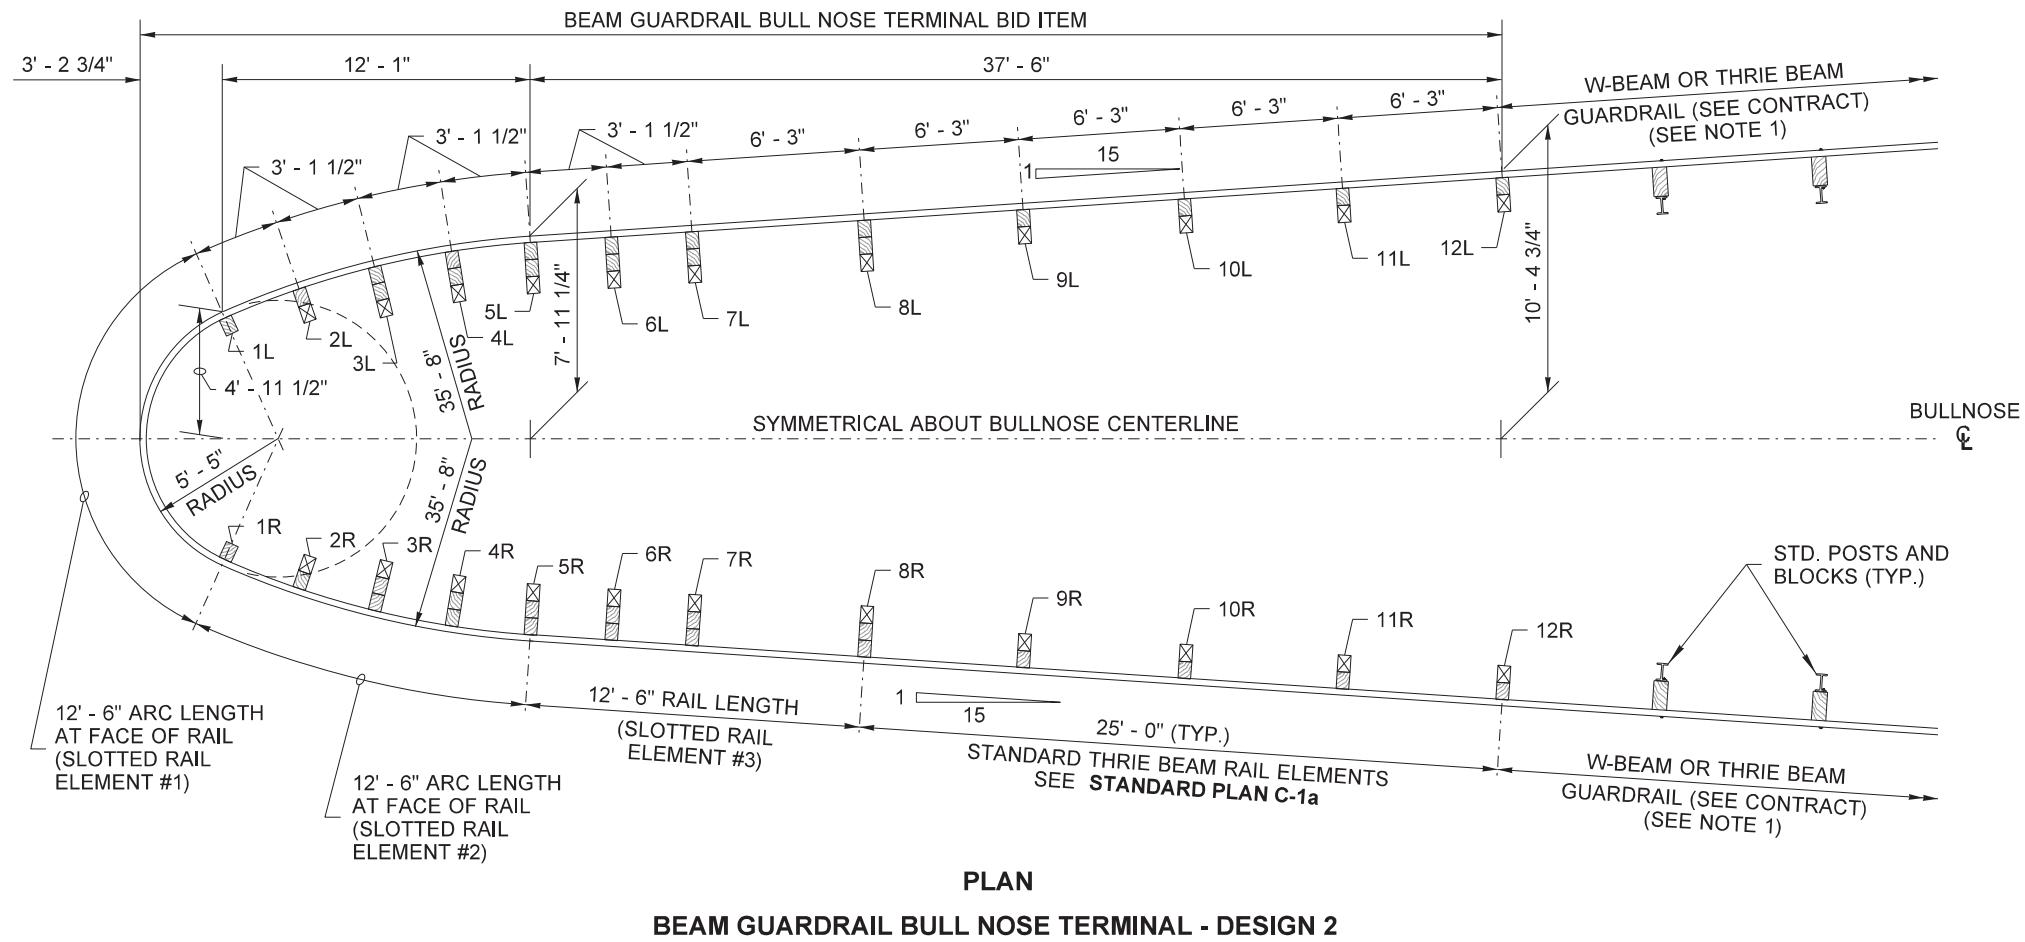 BEAM GUARDRAIL BULL NOSE TERMINAL BID ITEM
3' - 2 3/4"
12' - 1"
37' - 6"
W-BEAM OR THRIE BEAM
GUARDRAIL (SEE CONTRACT)
(SEE NOTE 1)
3' - 1 1/2"
3' - 1 1/2"
3' - 1 1/2"
6' - 3"
6' - 3"
6' - 3"
6' - 3"
6' - 3"
1
15
1L
2L
3L
4L
5L
6L
7L
8L
9L
10L
11L
12L
4' - 11 1/2"
35' - 8"
RADIUS
7' - 11 1/4"
10' - 4 3/4"
SYMMETRICAL ABOUT BULLNOSE CENTERLINE
BULLNOSE
CL
5' - 5"
RADIUS
35' - 8"
RADIUS
1R
2R
3R
4R
5R
6R
7R
8R
9R
10R
11R
12R
STD. POSTS AND
BLOCKS (TYP.)
12' - 6" ARC LENGTH
AT FACE OF RAIL
(SLOTTED RAIL
ELEMENT #1)
12' - 6" ARC LENGTH
AT FACE OF RAIL
(SLOTTED RAIL
ELEMENT #2)
12' - 6" RAIL LENGTH
(SLOTTED RAIL
ELEMENT #3)
1
15
25' - 0" (TYP.)
STANDARD THRIE BEAM RAIL ELEMENTS
SEE STANDARD PLAN C-1a
W-BEAM OR THRIE BEAM
GUARDRAIL (SEE CONTRACT)
(SEE NOTE 1)
PLAN
BEAM GUARDRAIL BULL NOSE TERMINAL - DESIGN 2